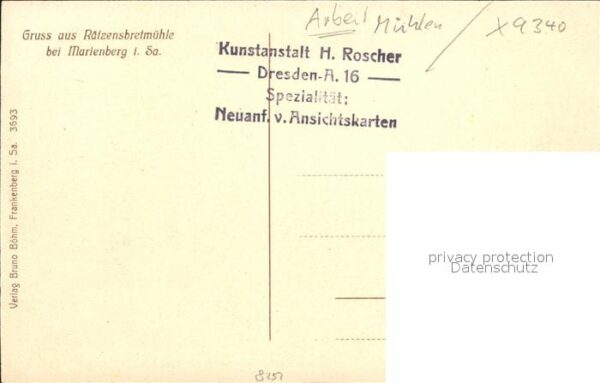 Gruss aus Rätzensbretmühle
bei Marienberg i. Sa.
Arbeit Mühlen
X9340
Kunstanstalt H. Roscher
Dresden-A. 16
Spezialität:
Neuanf. v. Ansichtskarten
Verlag Bruno Böhm, Frankenberg i. Sa. 3693
privacy protection
Datenschutz